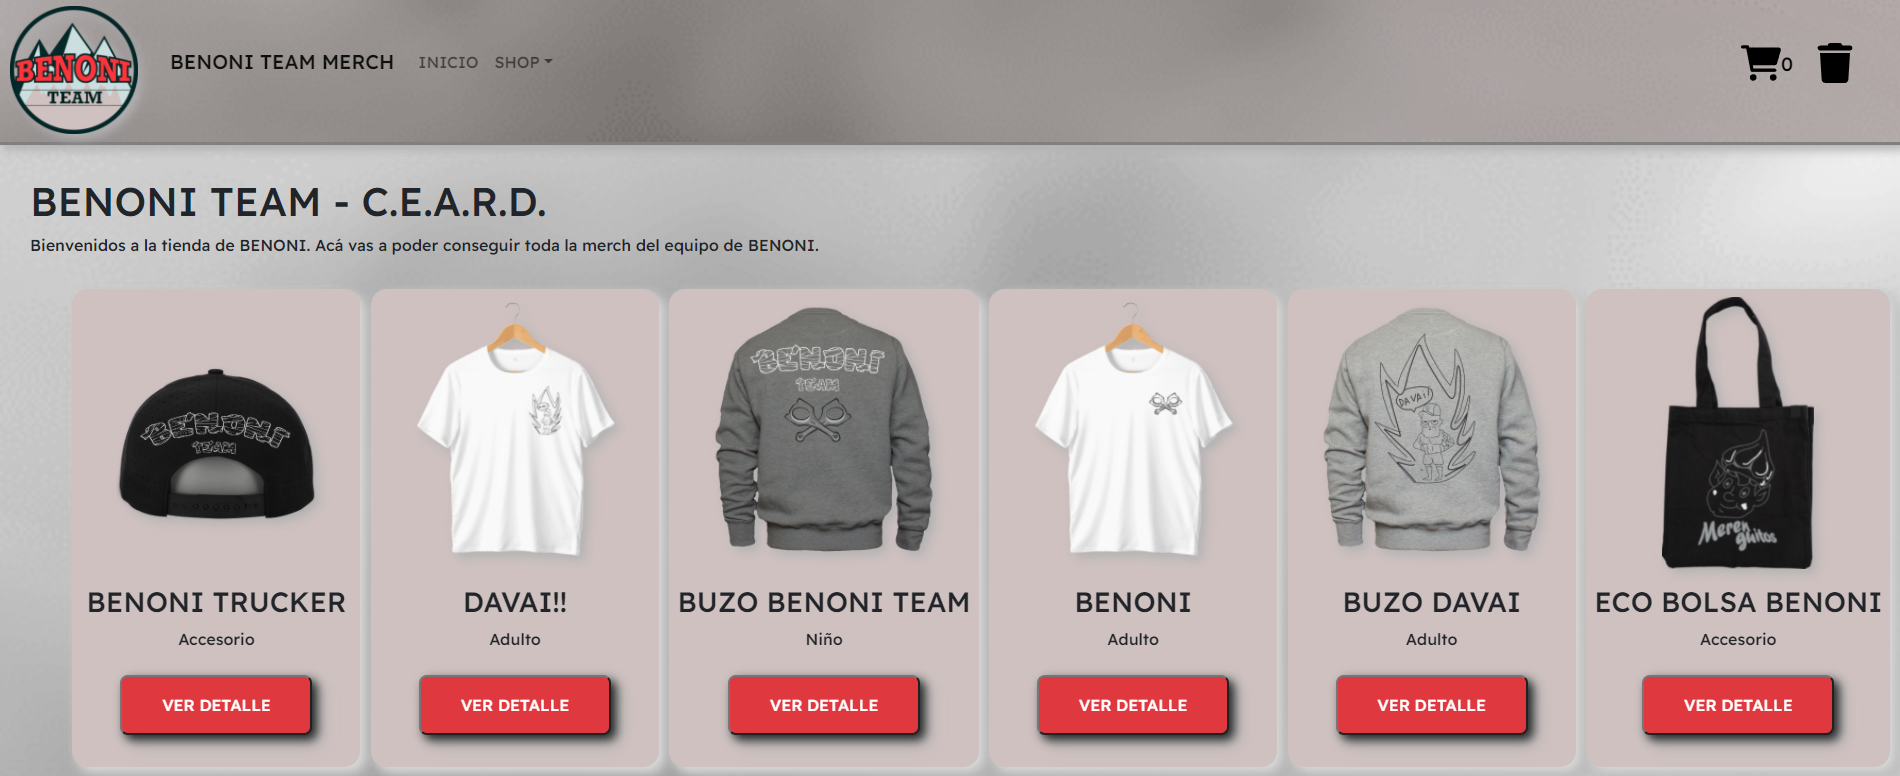 BENONI
TEAM
BENONI TEAM MERCH
INICIO
SHOP
0
BENONI TEAM - C.E.A.R.D.
Bienvenidos a la tienda de BENONI. Acá vas a poder conseguir toda la merch del equipo de BENONI.
BENONI
TEAM
BENONI
TEAM
DAVAI!
Meren
guitos
BENONI TRUCKER
DAVAI!!
BUZO BENONI TEAM
BENONI
BUZO DAVAI
ECO BOLSA BENONI
Accesorio
Adulto
Niño
Adulto
Adulto
Accesorio
VER DETALLE
VER DETALLE
VER DETALLE
VER DETALLE
VER DETALLE
VER DETALLE